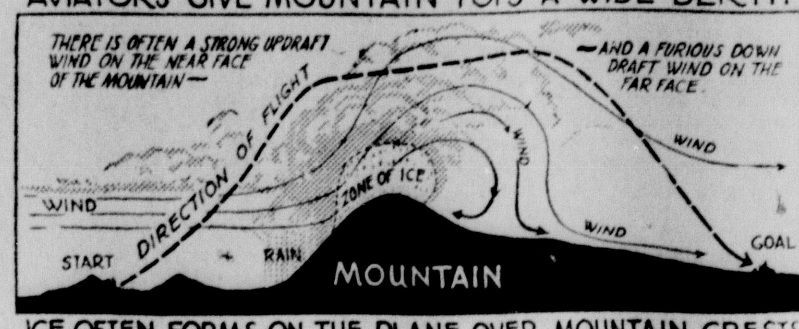 AVIATORS GIVE MOUNTAIN TOPS A WIDE BERTH!
THERE IS OFTEN A STRONG UPDRAFT
WIND ON THE NEAR FACE
OF THE MOUNTAIN—
—AND A FURIOUS DOWN
DRAFT WIND ON THE
FAR FACE.
DIRECTION OF FLIGHT
WIND
WIND
ZONE OF ICE
WIND
WIND
START
RAIN
GOAL
MOUNTAIN
ICE OFTEN FORMS ON THE PLANE OVER MOUNTAIN CRESTS